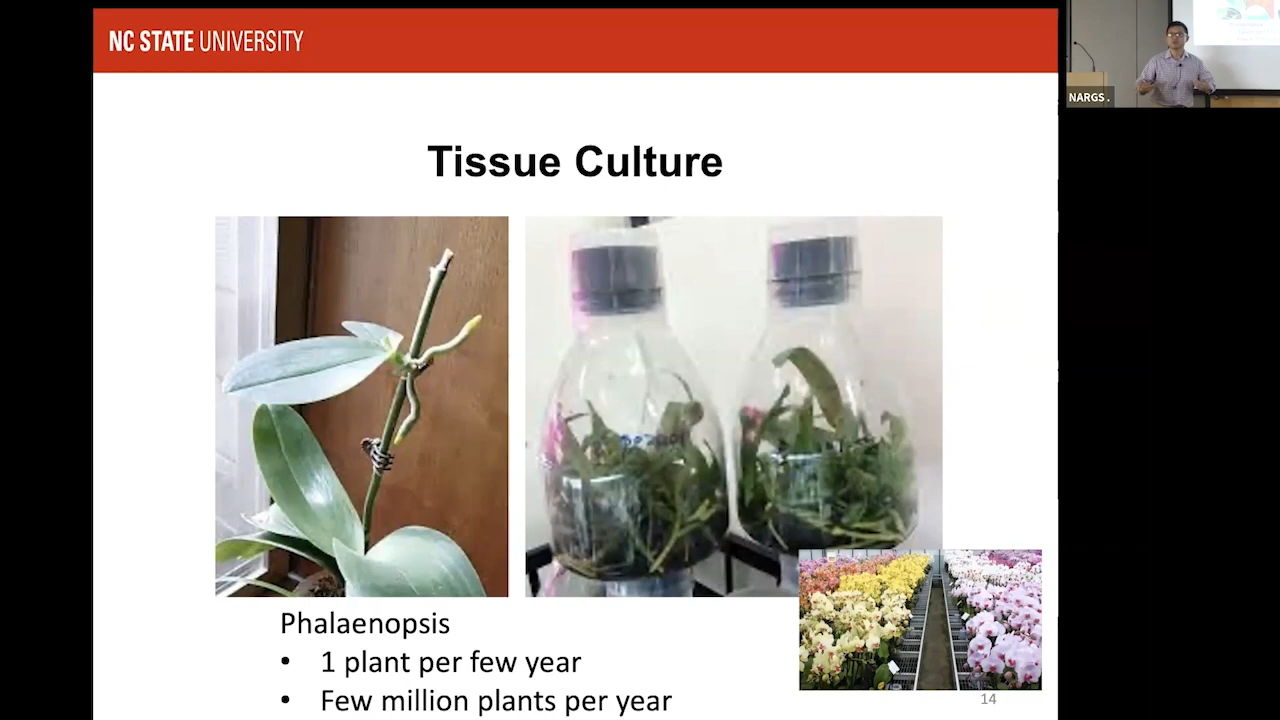 NC STATE UNIVERSITY
NARGS .
Tissue Culture
Phalaenopsis
• 1 plant per few year
• Few million plants per year
14